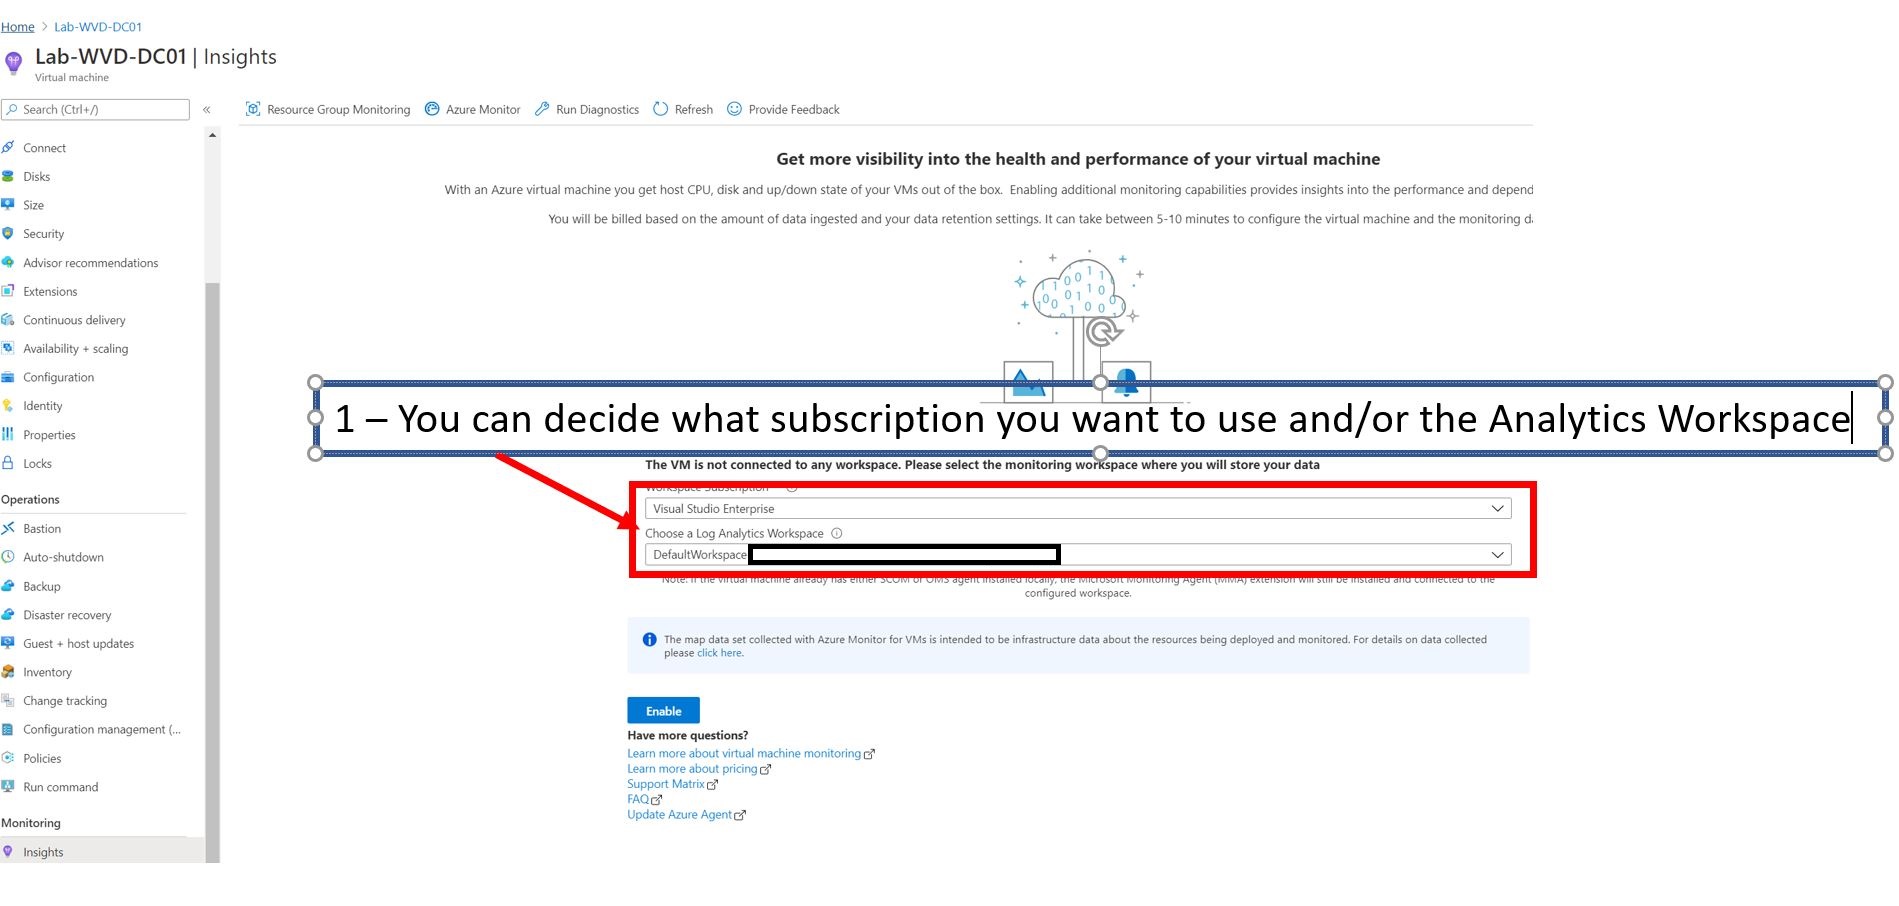 Home > Lab-WVD-DC01
Lab-WVD-DC01 | Insights
Virtual machine
Search (Ctrl+/)
«
Connect
Disks
Size
Security
Advisor recommendations
Extensions
Continuous delivery
Availability + scaling
Configuration
Identity
Properties
Locks
Operations
Bastion
Auto-shutdown
Backup
Disaster recovery
Guest + host updates
Inventory
Change tracking
Configuration management (...
Policies
Run command
Monitoring
Insights
Resource Group Monitoring Azure Monitor Run Diagnostics Refresh Provide Feedback
Get more visibility into the health and performance of your virtual machine
With an Azure virtual machine you get host CPU, disk and up/down state of your VMs out of the box. Enabling additional monitoring capabilities provides insights into the performance and depend
You will be billed based on the amount of data ingested and your data retention settings. It can take between 5-10 minutes to configure the virtual machine and the monitoring d
1 – You can decide what subscription you want to use and/or the Analytics Workspace
The VM is not connected to any workspace. Please select the monitoring workspace where you will store your data
Workspace Subscription
Visual Studio Enterprise
Choose a Log Analytics Workspace
DefaultWorkspace
Note: If the virtual machine already has either SCOM or OMS agent installed locally, the Microsoft Monitoring Agent (MMA) extension will still be installed and connected to the
configured workspace.
The map data set collected with Azure Monitor for VMs is intended to be infrastructure data about the resources being deployed and monitored. For details on data collected
please click here.
Enable
Have more questions?
Learn more about virtual machine monitoring
Learn more about pricing
Support Matrix
FAQ
Update Azure Agent